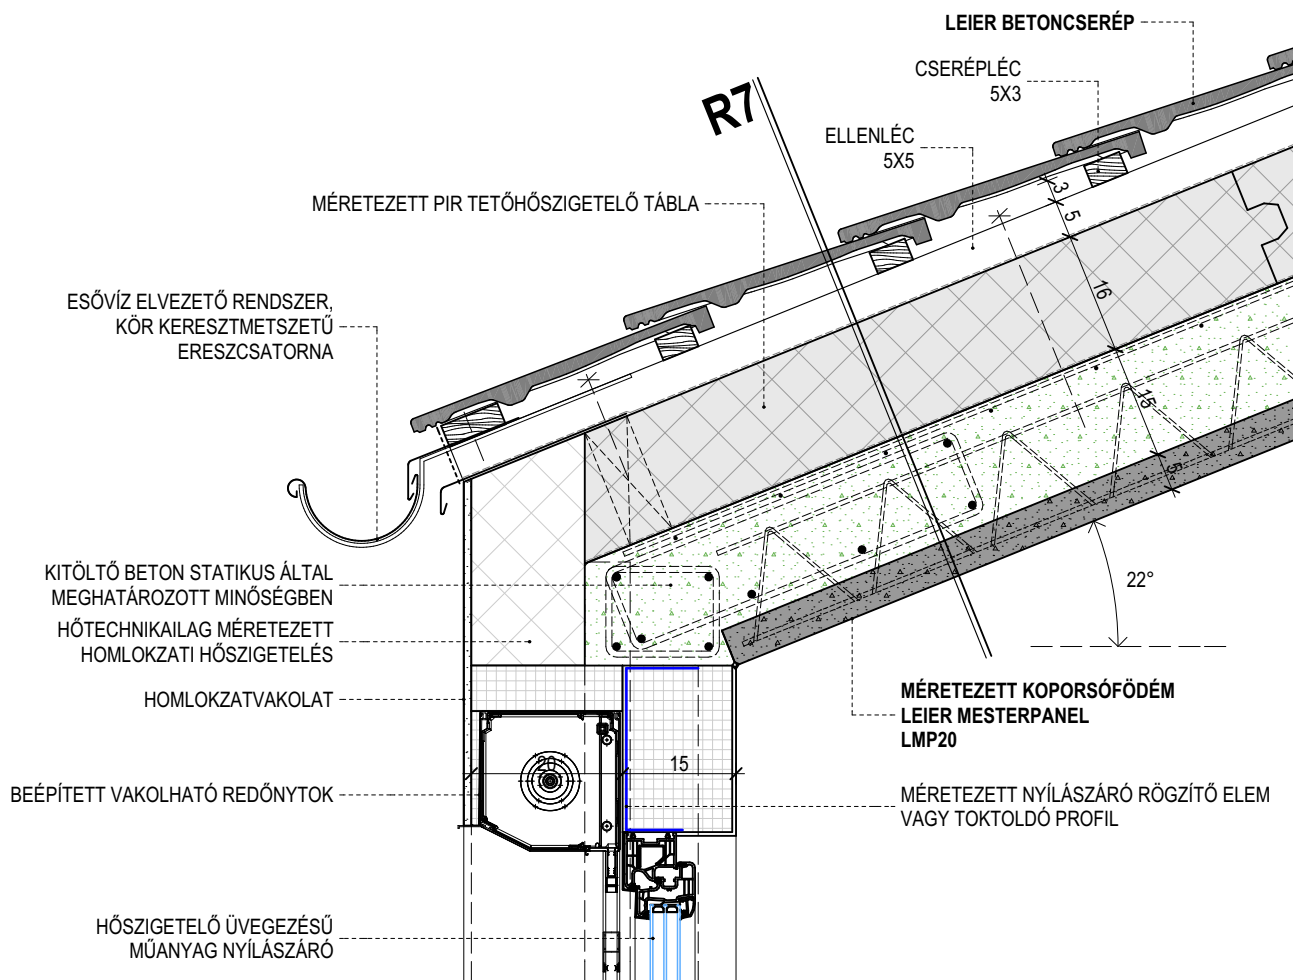 LEIER BETONCSERÉP
CSERÉPLÉC
5X3
R7
ELLENLÉC
5X5
MÉRETEZETT PIR TETŐHŐSZIGETELŐ TÁBLA
3
5
16
15
5
ESŐVÍZ ELVEZETŐ RENDSZER,
KÖR KERESZTMETSZETŰ
ERESZCSATORNA
KITÖLTŐ BETON STATIKUS ÁLTAL
MEGHATÁROZOTT MINŐSÉGBEN
22°
HŐTECHNIKAILAG MÉRETEZETT
HOMLOKZATI HŐSZIGETELÉS
HOMLOKZATVAKOLAT
MÉRETEZETT KOPORSÓFÖDÉM
LEIER MESTERPANEL
LMP20
20
15
BEÉPÍTETT VAKOLHATÓ REDŐNYTOK
MÉRETEZETT NYÍLÁSZÁRÓ RÖGZÍTŐ ELEM
VAGY TOKTOLDÓ PROFIL
HŐSZIGETELŐ ÜVEGEZÉSŰ
MŰANYAG NYÍLÁSZÁRÓ